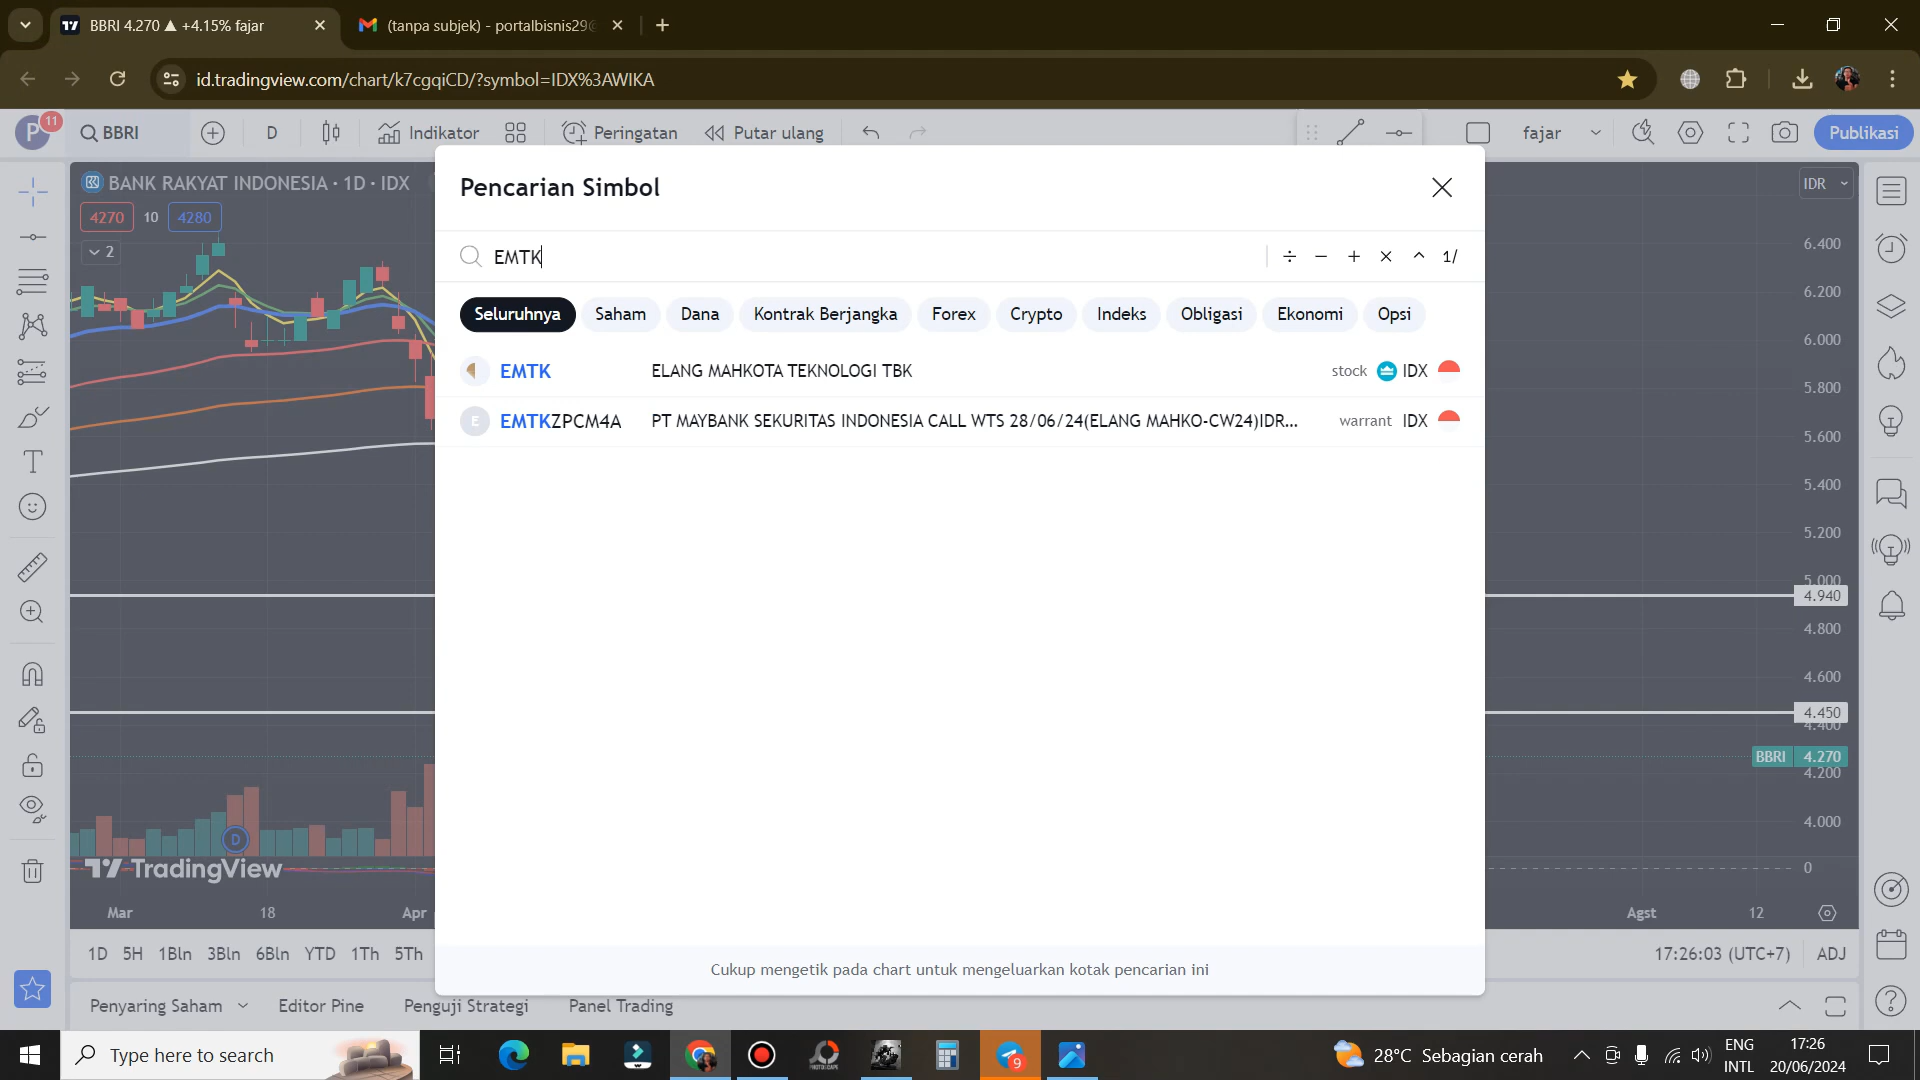 BBRI 4.270 ▲ +4.15% fajar
(tanpa subjek) - portalbisnis29@
id.tradingview.com/chart/k7cgqiCD/?symbol=IDX%3AWIKA
P 11 BBRI D Indikator Peringatan Putar ulang fajar Publikasi
BANK RAKYAT INDONESIA · 1D · IDX
4270 10 4280
2
IDR
Pencarian Simbol
EMTK
÷ − + × ^ 1/
Seluruhnya Saham Dana Kontrak Berjangka Forex Crypto Indeks Obligasi Ekonomi Opsi
EMTK ELANG MAHKOTA TEKNOLOGI TBK stock IDX
E EMTKZPCM4A PT MAYBANK SEKURITAS INDONESIA CALL WTS 28/06/24(ELANG MAHKO-CW24)IDR... warrant IDX
Cukup mengetik pada chart untuk mengeluarkan kotak pencarian ini
6.400
6.200
6.000
5.800
5.600
5.400
5.200
5.000
4.940
4.800
4.600
4.450
4.400
BBRI 4.270
4.200
4.000
0
D
TradingView
Mar 18 Apr Agst 12
1D 5H 1Bln 3Bln 6Bln YTD 1Th 5Th 17:26:03 (UTC+7) ADJ
Penyaring Saham Editor Pine Penguji Strategi Panel Trading
Type here to search
9
28°C Sebagian cerah
ENG
INTL
17:26
20/06/2024